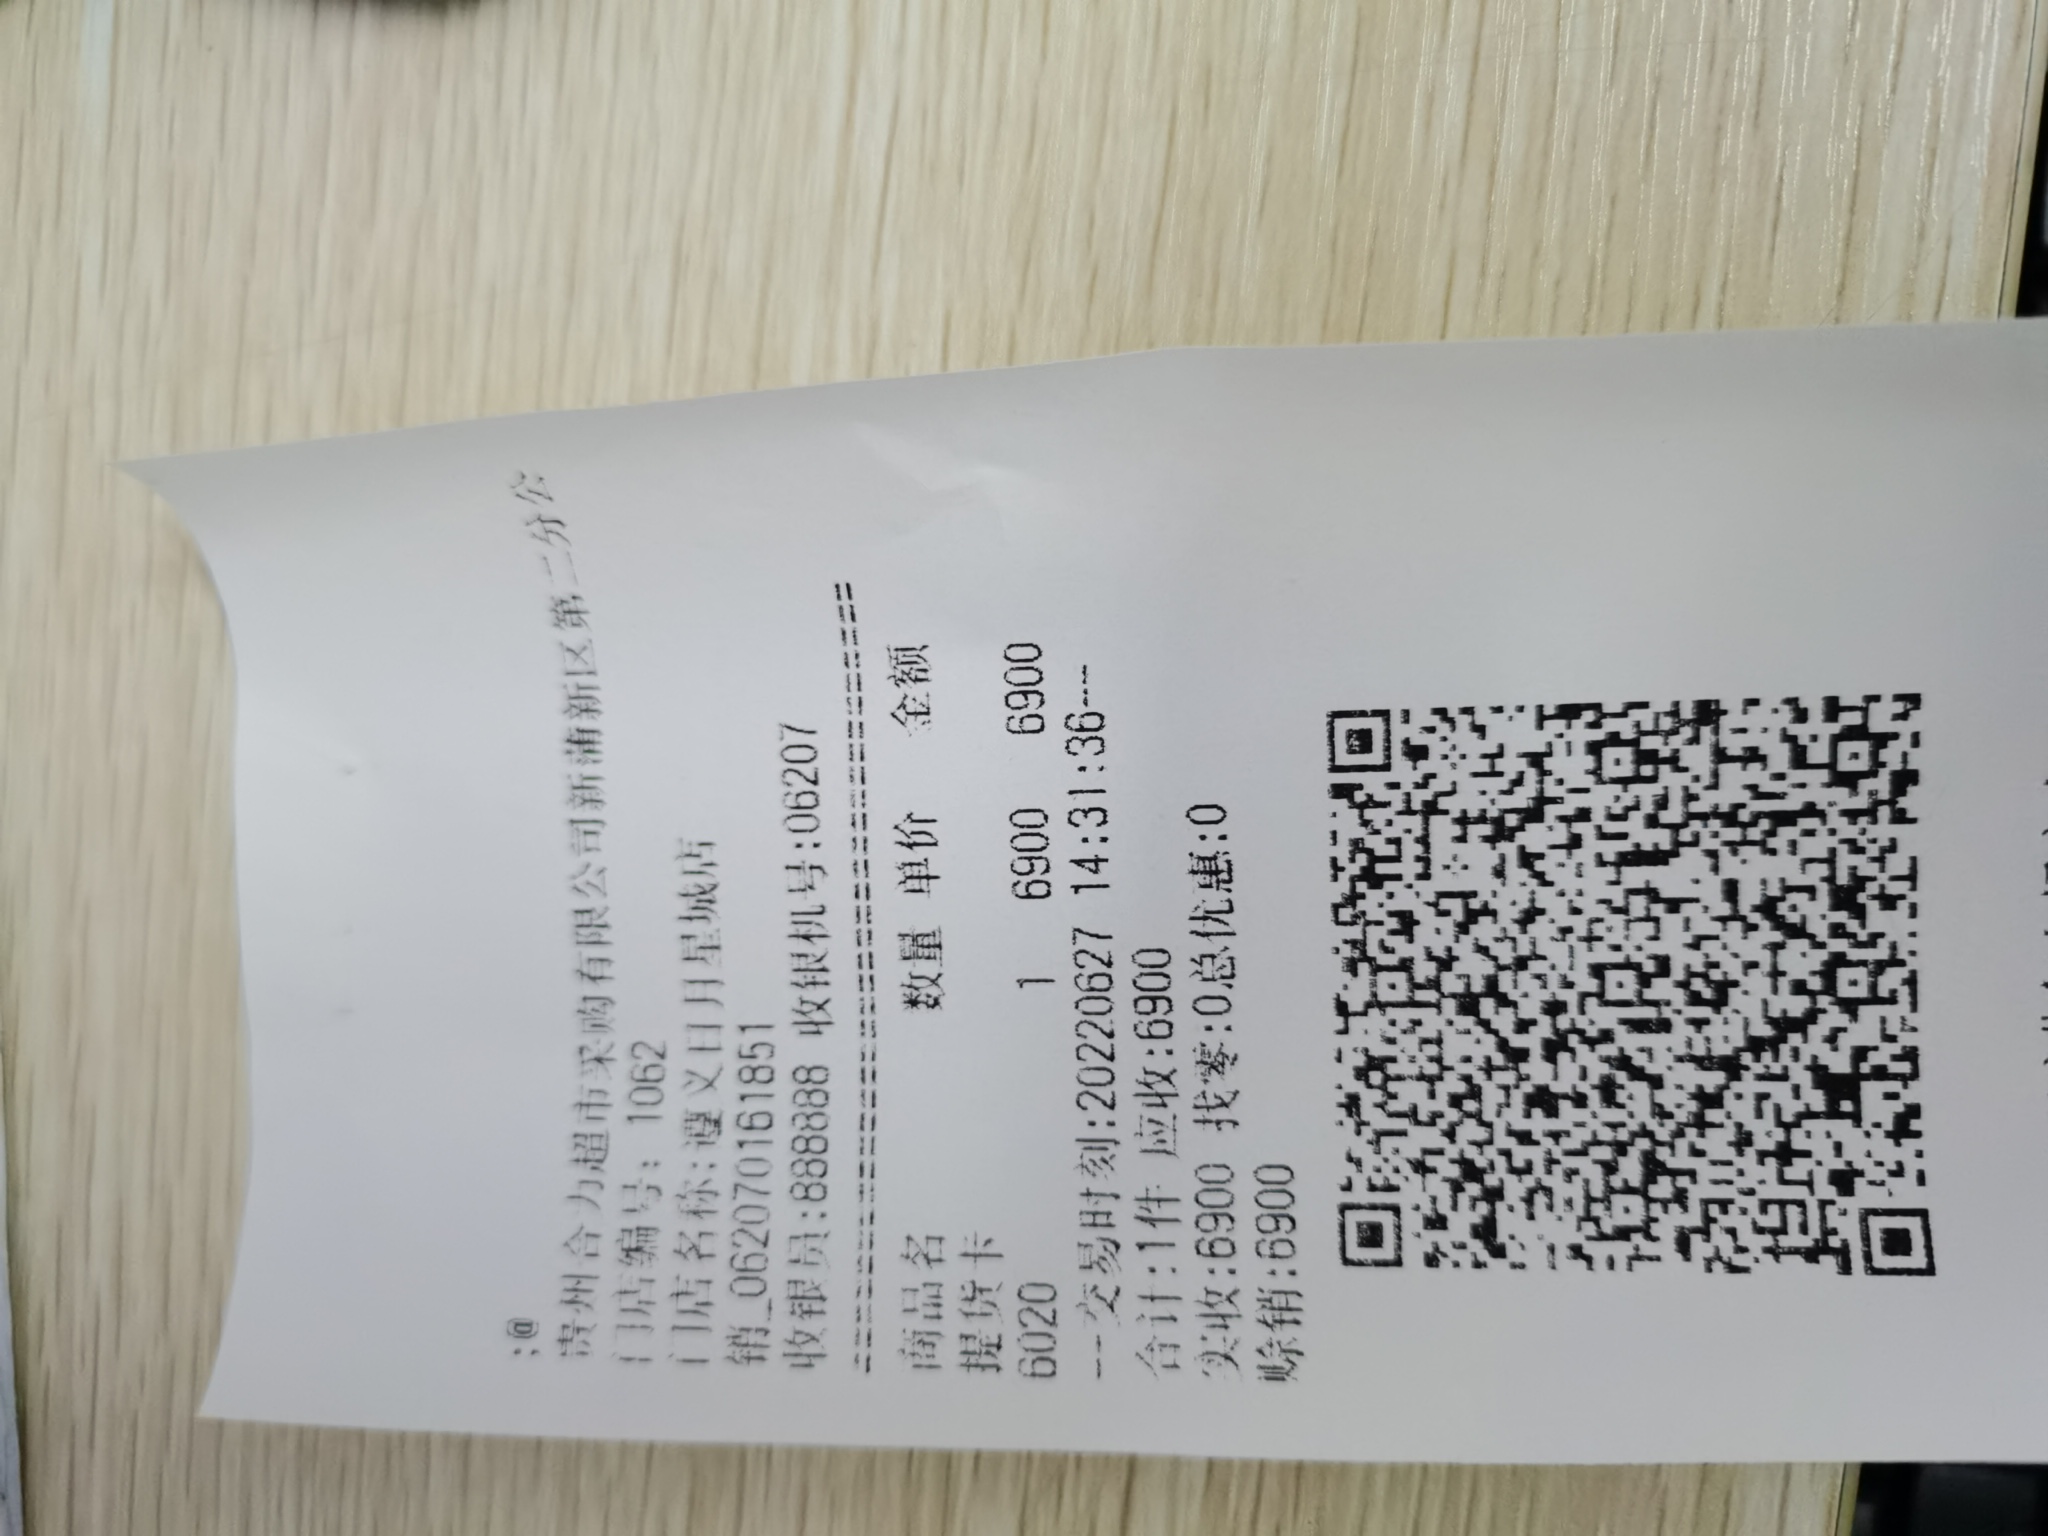 :@
贵州合力超市采购有限公司新蒲新区第二分公
门店编号: 1062
门店名称:遵义日月星城店
销_0620701618511
收银员:888888 收银机号:06207
商品名 数量 单价 金额
提货卡
6020 1 6900 6900
---交易时刻:20220627 14:31:36---
合计:1件 应收:6900
实收:6900 找零:0总优惠:0
赊销:6900